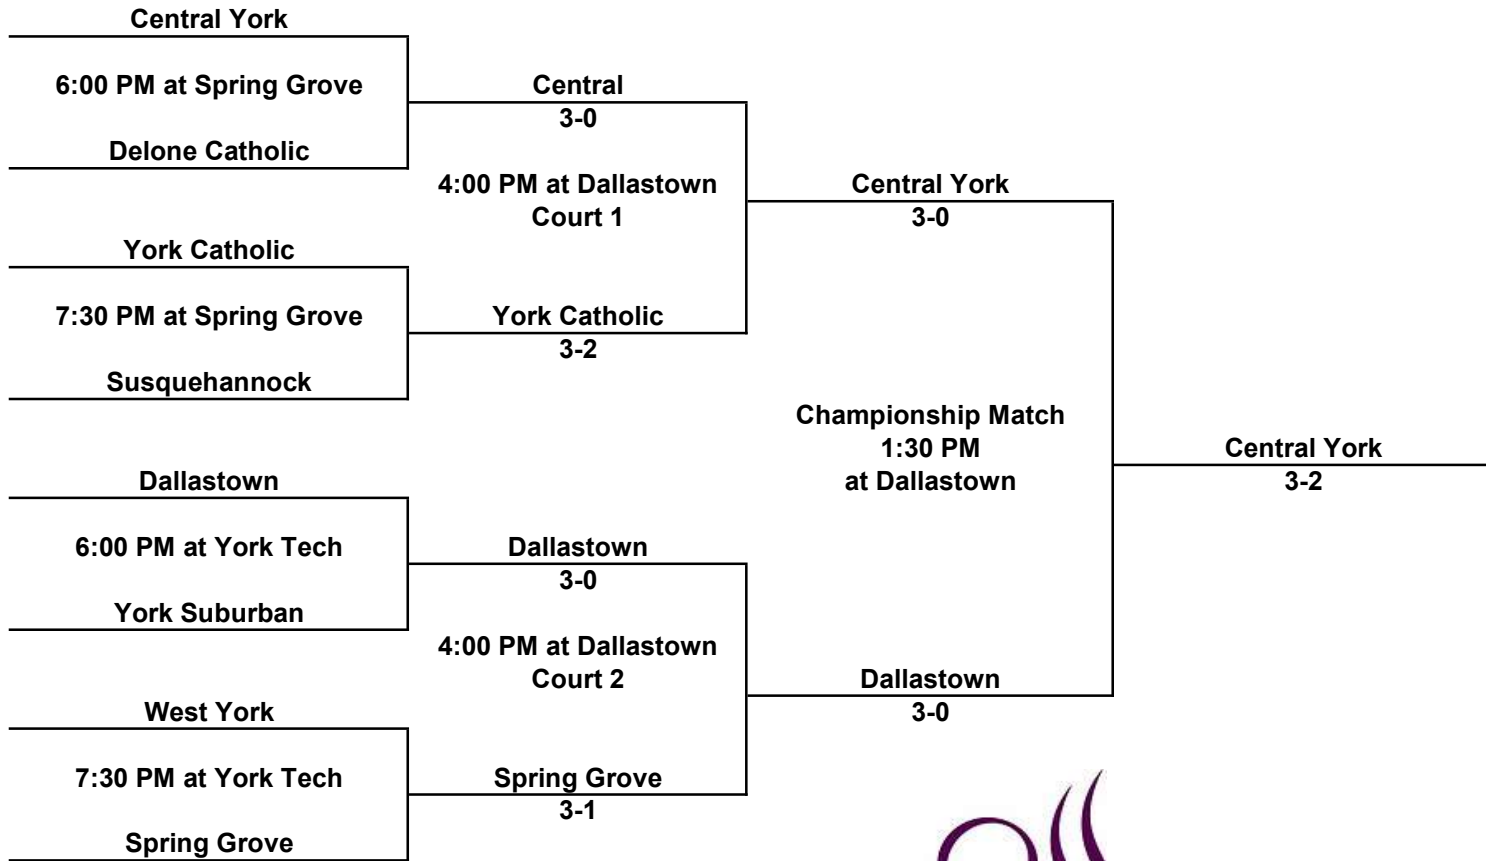 Central York
6:00 PM at Spring Grove
Delone Catholic
York Catholic
7:30 PM at Spring Grove
Susquehannock
Dallastown
6:00 PM at York Tech
York Suburban
West York
7:30 PM at York Tech
Spring Grove
Central
3-0
4:00 PM at Dallastown
Court 1
York Catholic
3-2
Dallastown
3-0
4:00 PM at Dallastown
Court 2
Spring Grove
3-1
Central York
3-0
Championship Match
1:30 PM
at Dallastown
Dallastown
3-0
Central York
3-2